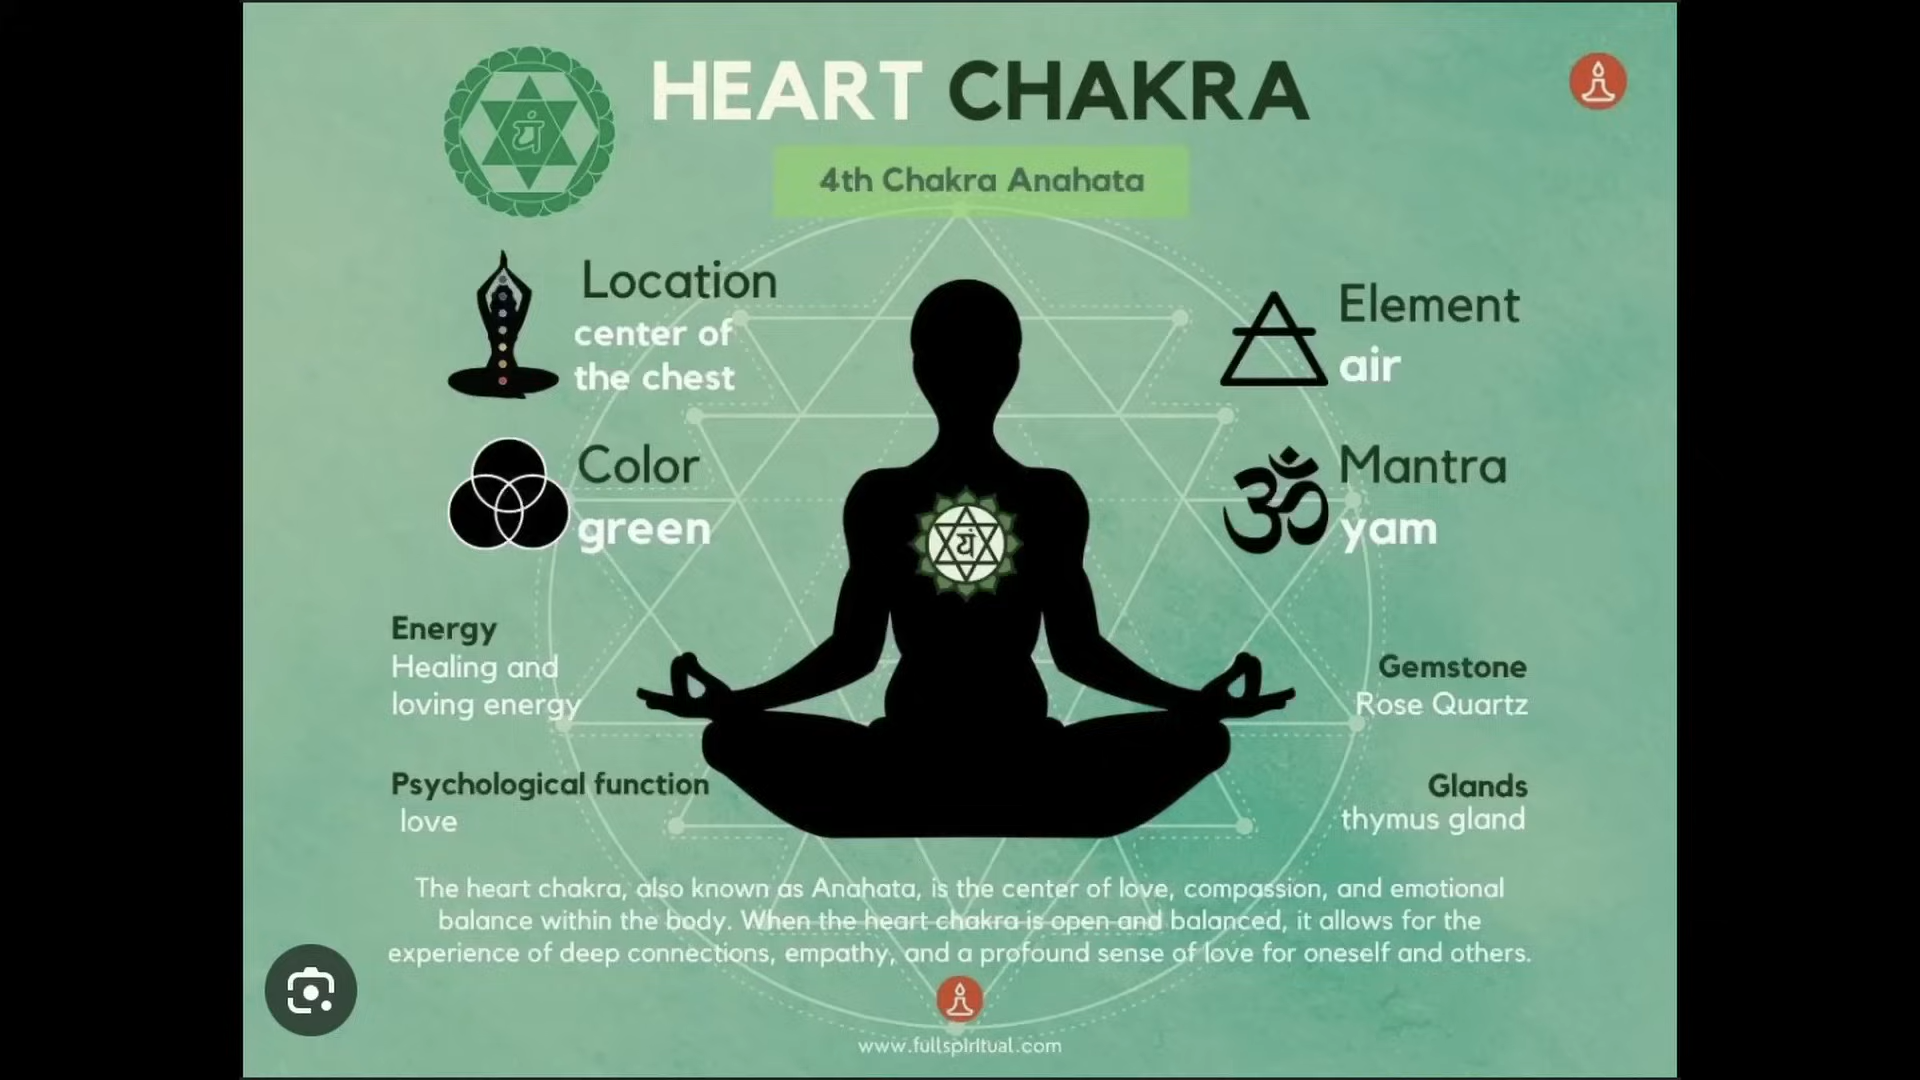 HEART CHAKRA
यं
4th Chakra Anahata
Location
center of
the chest
Element
air
Color
green
ॐ
Mantra
yam
यं
Energy
Healing and
loving energy
Gemstone
Rose Quartz
Psychological function
love
Glands
thymus gland
The heart chakra, also known as Anahata, is the center of love, compassion, and emotional
balance within the body. When the heart chakra is open and balanced, it allows for the
experience of deep connections, empathy, and a profound sense of love for oneself and others.
www.fullspiritual.com